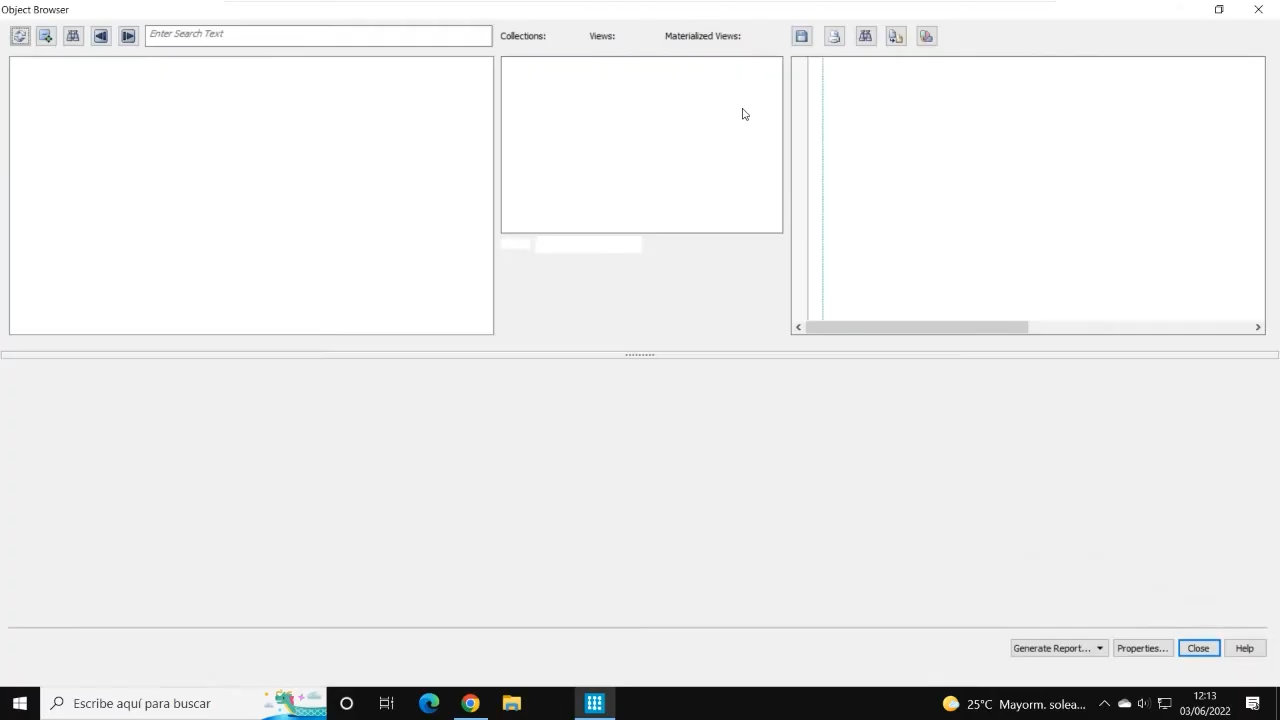 Object Browser
Enter Search Text
Collections:
Views:
Materialized Views:
Generate Report...
Properties...
Close
Help
Escribe aquí para buscar
25°C Mayorm. solea...
12:13
03/06/2022